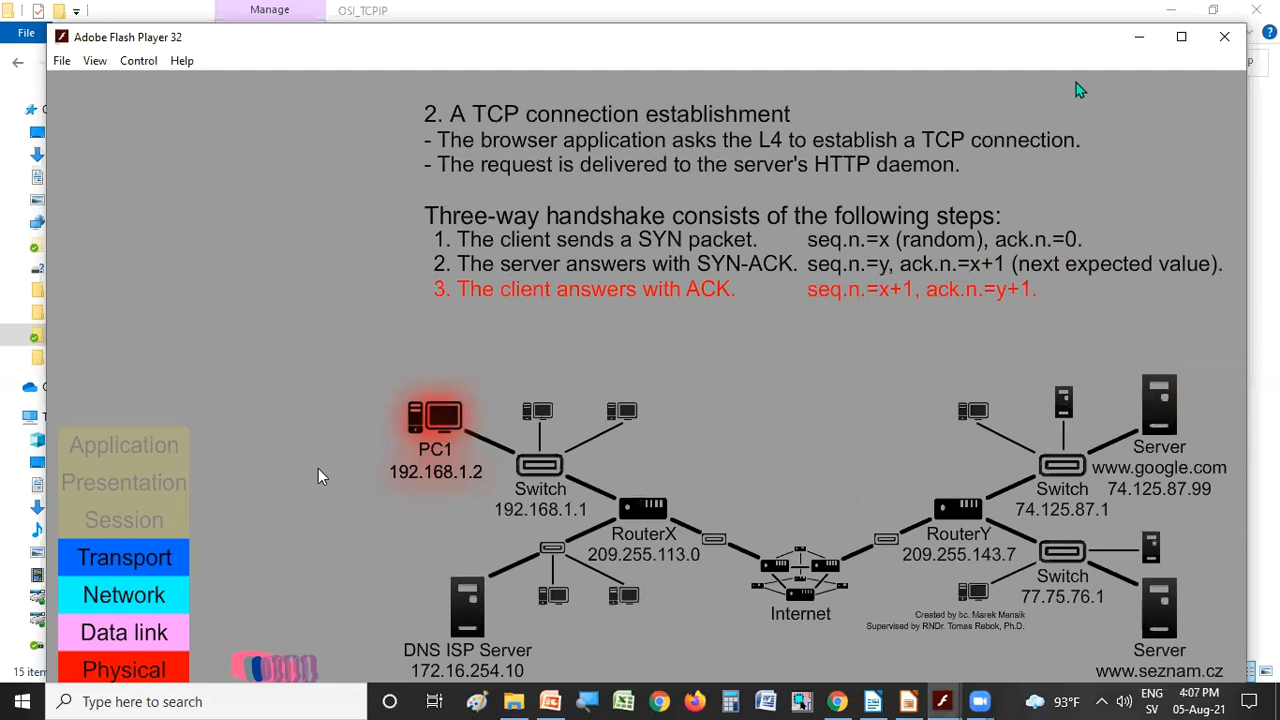 Manage
OSI_TCPIP
File
Adobe Flash Player 32
File View Control Help
2. A TCP connection establishment
- The browser application asks the L4 to establish a TCP connection.
- The request is delivered to the server's HTTP daemon.
Three-way handshake consists of the following steps:
1. The client sends a SYN packet. seq.n.=x (random), ack.n.=0.
2. The server answers with SYN-ACK. seq.n.=y, ack.n.=x+1 (next expected value).
3. The client answers with ACK. seq.n.=x+1, ack.n.=y+1.
PC1
192.168.1.2
Switch
192.168.1.1
RouterX
209.255.113.0
DNS ISP Server
172.16.254.10
Internet
RouterY
209.255.143.7
Switch
74.125.87.1
Server
www.google.com
74.125.87.99
Switch
77.75.76.1
Created by bc. Marek Mensik
Supervised by RNDr. Tomas Rebok, Ph.D.
Server
www.seznam.cz
Application
Presentation
Session
Transport
Network
Data link
Physical
Type here to search
93°F
ENG
SV
4:07 PM
05-Aug-21